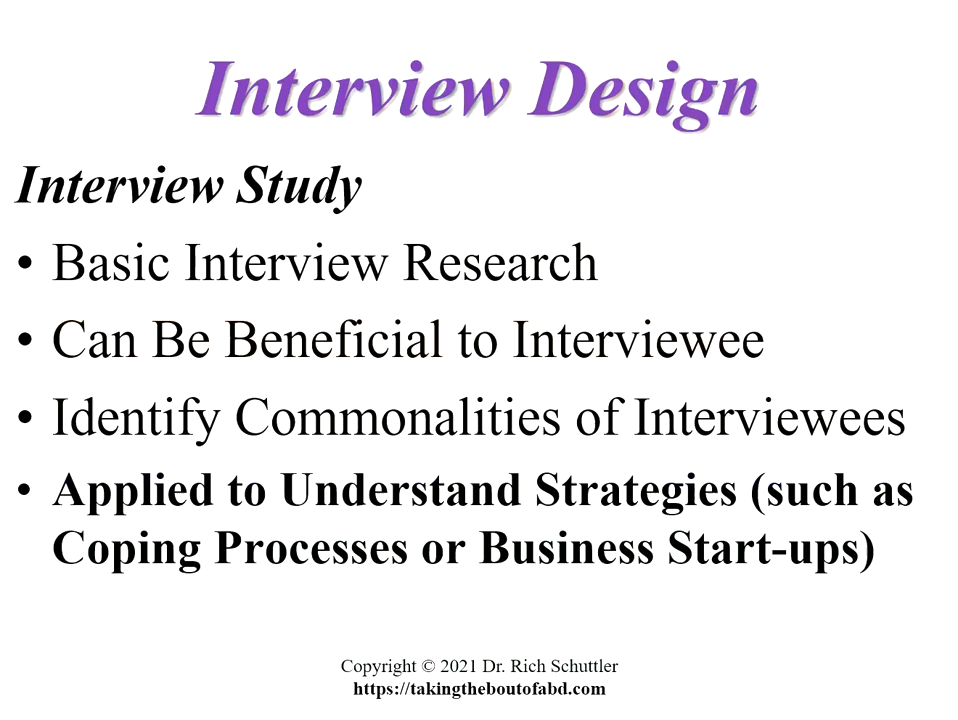 Interview Design
Interview Study
• Basic Interview Research
• Can Be Beneficial to Interviewee
• Identify Commonalities of Interviewees
• Applied to Understand Strategies (such as
Coping Processes or Business Start-ups)
Copyright © 2021 Dr. Rich Schuttler
https://takingtheboutofabd.com